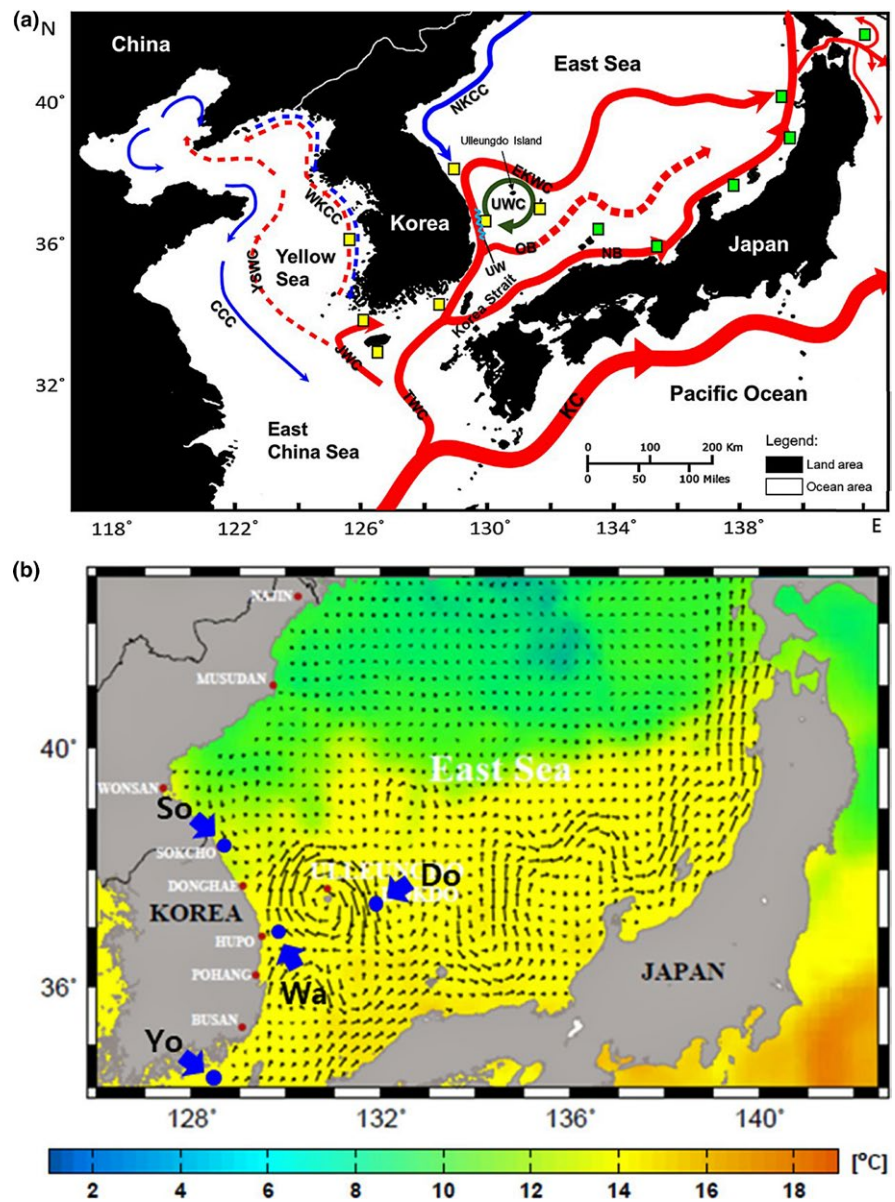 (a)
N
China
East Sea
40°
NKCC
Ulleungdo Island
EKWC
UWC
WKCC
Korea
36°
Yellow
Sea
YSWC
OB
UW
NB
Japan
Korea Strait
CCC
JWC
TWC
32°
KC
Pacific Ocean
East
China Sea
0 100 200 Km
0 50 100 Miles
Legend:
Land area
Ocean area
118° 122° 126° 130° 134° 138° E
(b)
NAJIN
MUSUDAN
40°
East Sea
WONSAN
So
SOKCHO
DONGHAE
Do
KOREA
HUPO
JAPAN
36°
POHANG
Wa
BUSAN
Yo
128° 132° 136° 140°
2 4 6 8 10 12 14 16 18 [°C]